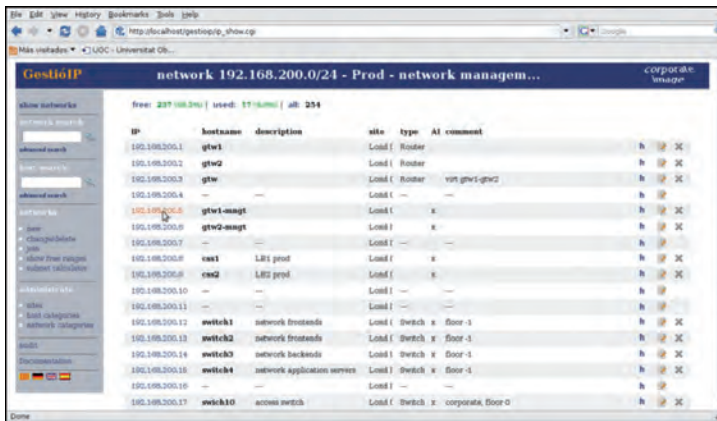 File Edit View History Bookmarks Tools Help
http://localhost/gestioip/ip_show.cgi
Google
Más visitados UOC - Universitat Ob...
GestióIP network 192.168.200.0/24 - Prod - network managem... corporate image
show networks
free: 237 | used: 17 | all: 254
network search
advanced search
host search
advanced search
networks
new
change/delete
join
show free ranges
subnet calculator
administrate
sites
host categories
network categories
audit
Documentation
IP hostname description site type AI comment
192.168.200.1 gtw1 Lond ( Router h
192.168.200.2 gtw2 Lond ( Router h
192.168.200.3 gtw Lond ( Router virt gtw1-gtw2 h
192.168.200.4 --- --- Lond ( --- h
192.168.200.5 gtw1-mngt Lond ( x h
192.168.200.6 gtw2-mngt Lond ( x h
192.168.200.7 --- --- Lond ( --- h
192.168.200.8 css1 LB1 prod Lond ( x h
192.168.200.9 css2 LB2 prod Lond ( x h
192.168.200.10 --- --- Lond ( --- h
192.168.200.11 --- --- Lond ( --- h
192.168.200.12 switch1 network frontends Lond ( Switch x floor -1 h
192.168.200.13 switch2 network frontends Lond ( Switch x floor -1 h
192.168.200.14 switch3 network backends Lond ( Switch x floor -1 h
192.168.200.15 switch4 network application servers Lond ( Switch x floor -1 h
192.168.200.16 --- --- Lond ( --- h
192.168.200.17 swich10 access switch Lond ( Switch x corporate, floor 0 h
Done